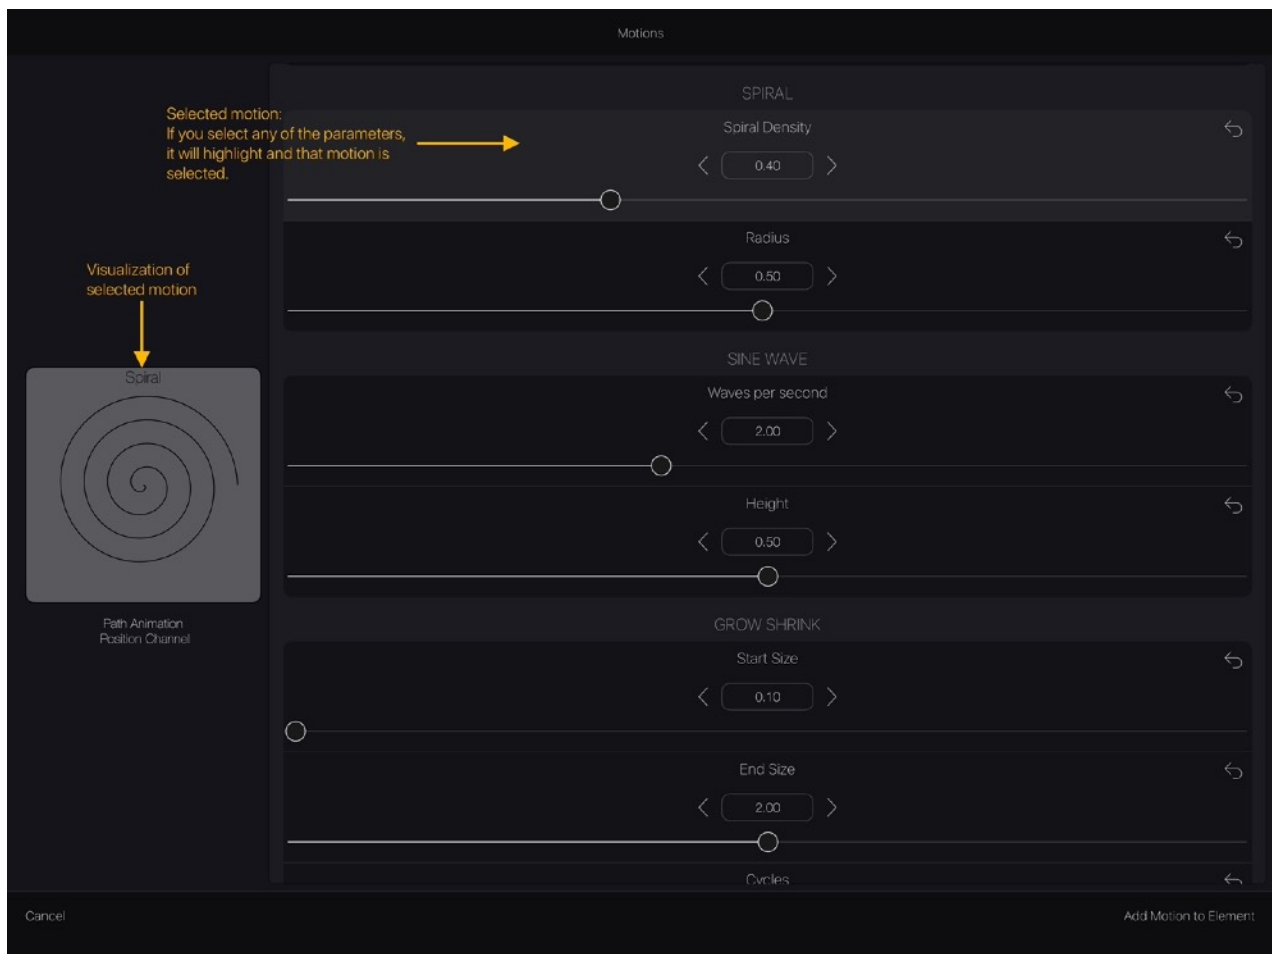 Motions
SPIRAL
Selected motion:
If you select any of the parameters,
it will highlight and that motion is
selected.
Spiral Density
0.40
Radius
0.50
Visualization of
selected motion
SINE WAVE
Spiral
Waves per second
2.00
Height
0.50
Path Animation
Position Channel
GROW SHRINK
Start Size
0.10
End Size
2.00
Cycles
Cancel
Add Motion to Element